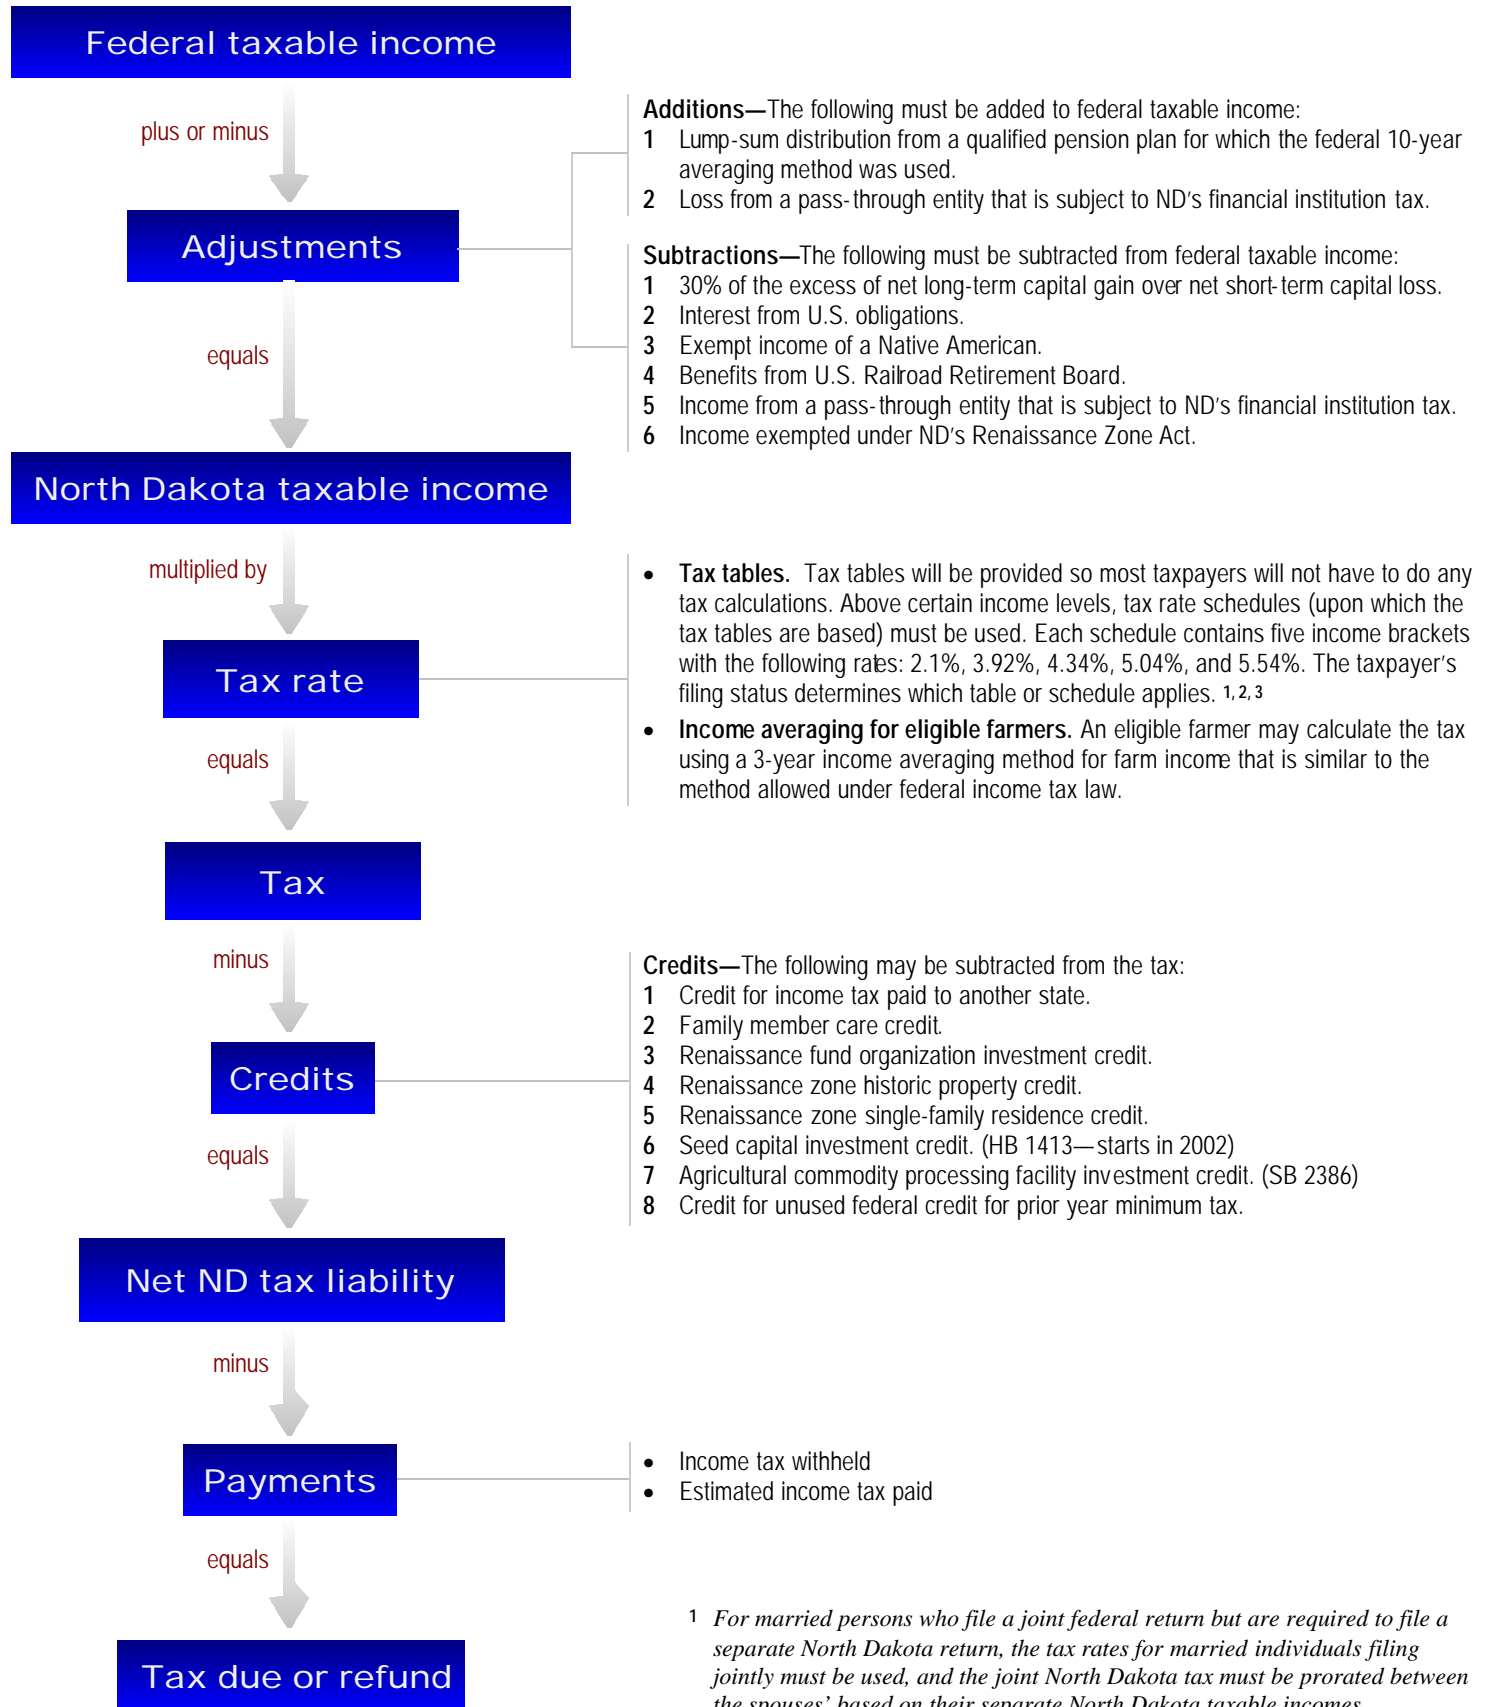 Federal taxable income
plus or minus
Additions—The following must be added to federal taxable income:
1 Lump-sum distribution from a qualified pension plan for which the federal 10-year
averaging method was used.
2 Loss from a pass-through entity that is subject to ND's financial institution tax.
Adjustments
Subtractions—The following must be subtracted from federal taxable income:
1 30% of the excess of net long-term capital gain over net short-term capital loss.
2 Interest from U.S. obligations.
3 Exempt income of a Native American.
4 Benefits from U.S. Railroad Retirement Board.
5 Income from a pass-through entity that is subject to ND's financial institution tax.
6 Income exempted under ND's Renaissance Zone Act.
equals
North Dakota taxable income
multiplied by
• Tax tables. Tax tables will be provided so most taxpayers will not have to do any
tax calculations. Above certain income levels, tax rate schedules (upon which the
tax tables are based) must be used. Each schedule contains five income brackets
with the following rates: 2.1%, 3.92%, 4.34%, 5.04%, and 5.54%. The taxpayer's
filing status determines which table or schedule applies. 1, 2, 3
Tax rate
• Income averaging for eligible farmers. An eligible farmer may calculate the tax
using a 3-year income averaging method for farm income that is similar to the
method allowed under federal income tax law.
equals
Tax
minus
Credits—The following may be subtracted from the tax:
1 Credit for income tax paid to another state.
2 Family member care credit.
3 Renaissance fund organization investment credit.
4 Renaissance zone historic property credit.
5 Renaissance zone single-family residence credit.
6 Seed capital investment credit. (HB 1413—starts in 2002)
7 Agricultural commodity processing facility investment credit. (SB 2386)
8 Credit for unused federal credit for prior year minimum tax.
Credits
equals
Net ND tax liability
minus
Payments
• Income tax withheld
• Estimated income tax paid
equals
Tax due or refund
1 For married persons who file a joint federal return but are required to file a
separate North Dakota return, the tax rates for married individuals filing
jointly must be used, and the joint North Dakota tax must be prorated between
the spouses' based on their separate North Dakota taxable incomes